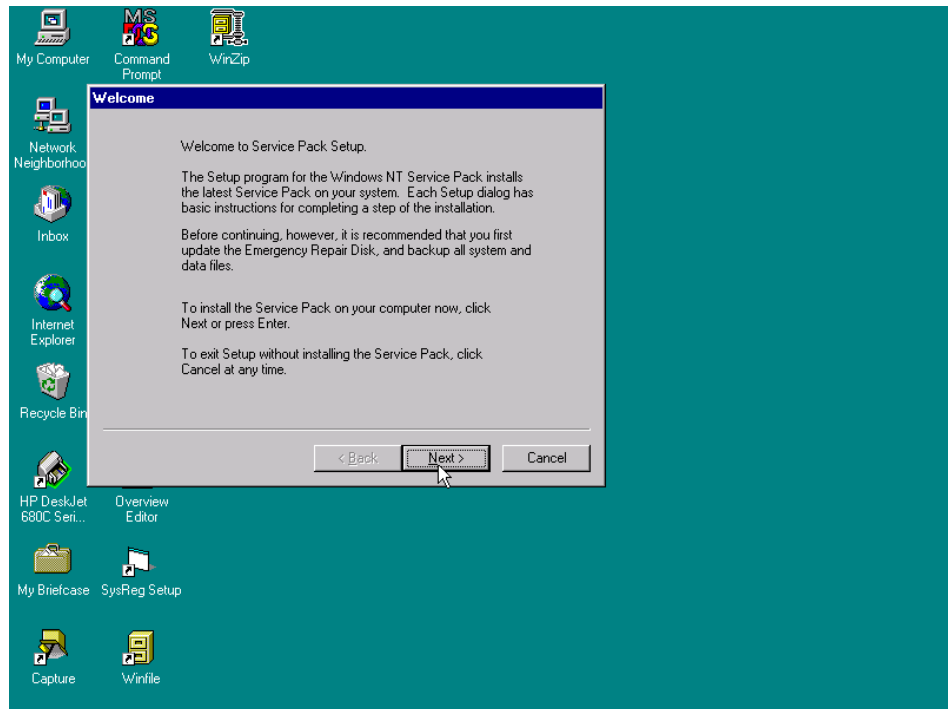 My Computer
MS
DOS
Command
Prompt
WinZip
Welcome
Network
Neighborhoo
Inbox
Internet
Explorer
Recycle Bin
HP DeskJet
680C Seri...
Overview
Editor
My Briefcase
SysReg Setup
Capture
Winfile
Welcome to Service Pack Setup.
The Setup program for the Windows NT Service Pack installs
the latest Service Pack on your system. Each Setup dialog has
basic instructions for completing a step of the installation.
Before continuing, however, it is recommended that you first
update the Emergency Repair Disk, and backup all system and
data files.
To install the Service Pack on your computer now, click
Next or press Enter.
To exit Setup without installing the Service Pack, click
Cancel at any time.
< Back
Next >
Cancel